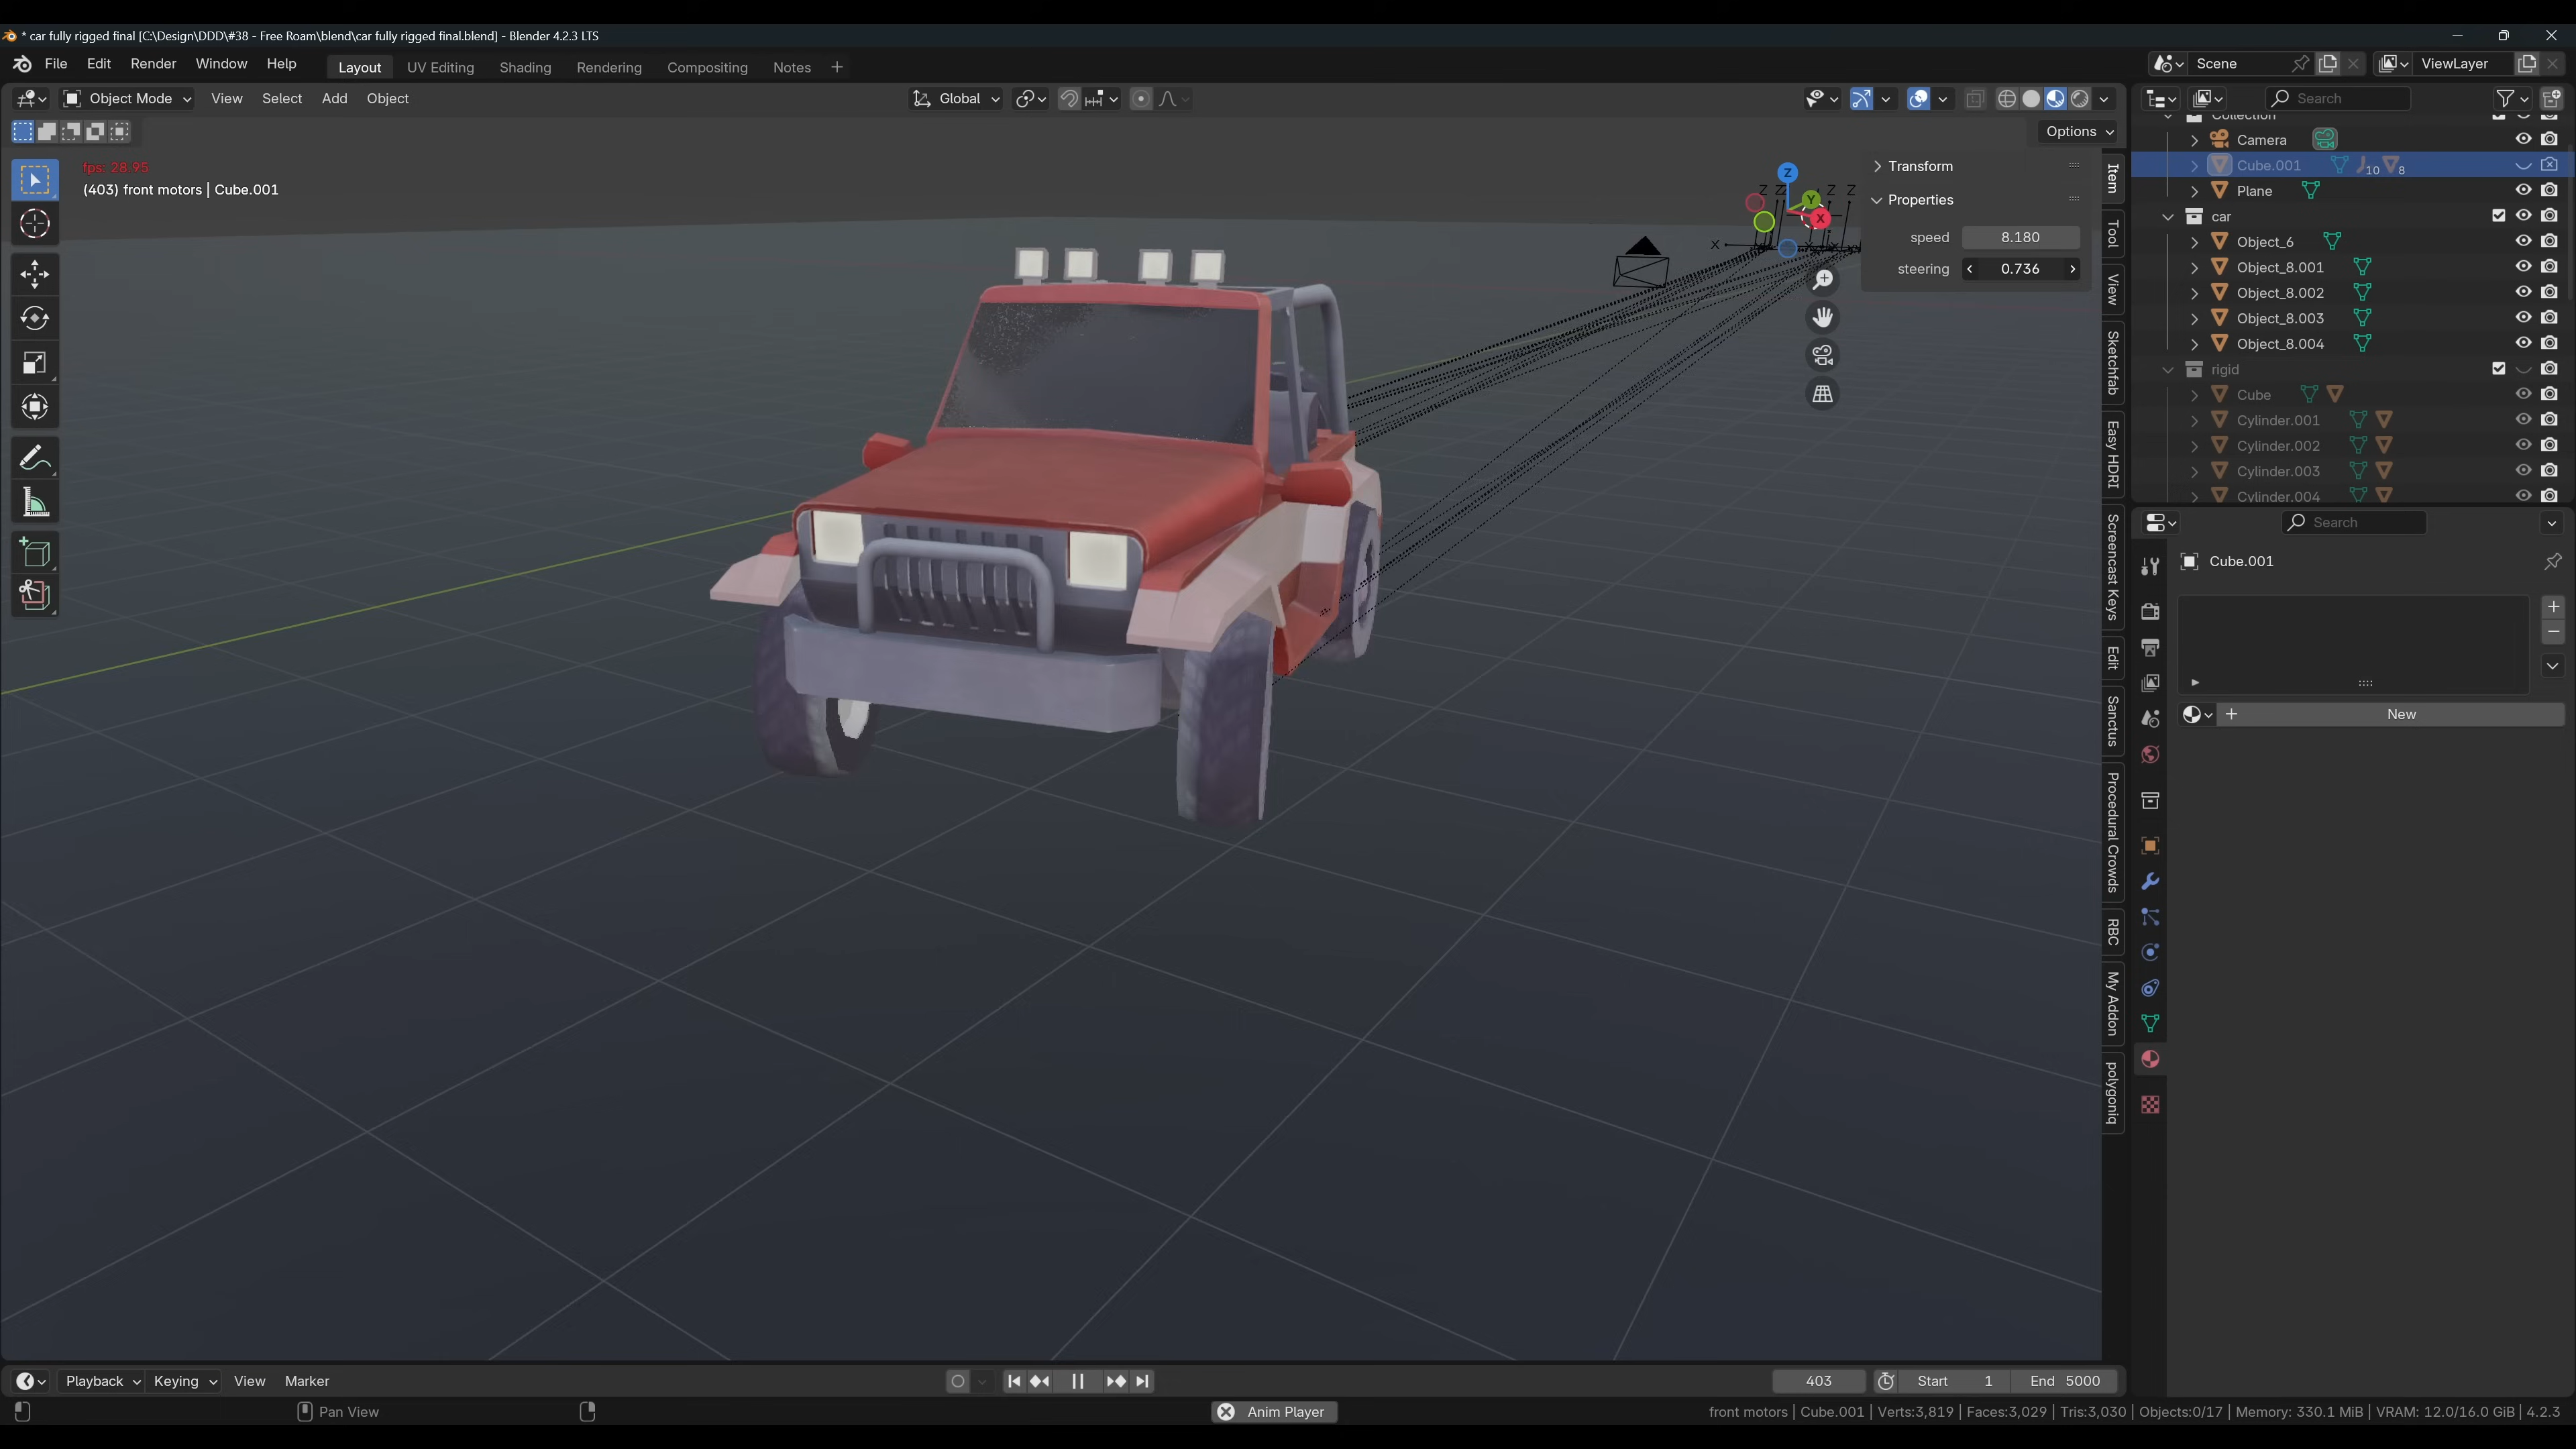 * car fully rigged final [C:\Design\DDD\#38 - Free Roam\blend\car fully rigged final.blend] - Blender 4.2.3 LTS
File Edit Render Window Help Layout UV Editing Shading Rendering Compositing Notes + Scene ViewLayer
Object Mode View Select Add Object Global Search
Options
fps: 28.95
(403) front motors | Cube.001
Z Z Z Z Z
Z
Y
X
X
Transform
Properties
speed 8.180
steering 0.736
Item
Tool
View
Sketchfab
Easy HDRI
Screencast Keys
Edit
Sanctus
Procedural Crowds
RBC
My Addon
polygoniq
Collection
Camera
Cube.001 10 8
Plane
car
Object_6
Object_8.001
Object_8.002
Object_8.003
Object_8.004
rigid
Cube
Cylinder.001
Cylinder.002
Cylinder.003
Cylinder.004
Search
Cube.001
New
Playback Keying View Marker 403 Start 1 End 5000
Pan View Anim Player front motors | Cube.001 | Verts:3,819 | Faces:3,029 | Tris:3,030 | Objects:0/17 | Memory: 330.1 MiB | VRAM: 12.0/16.0 GiB | 4.2.3